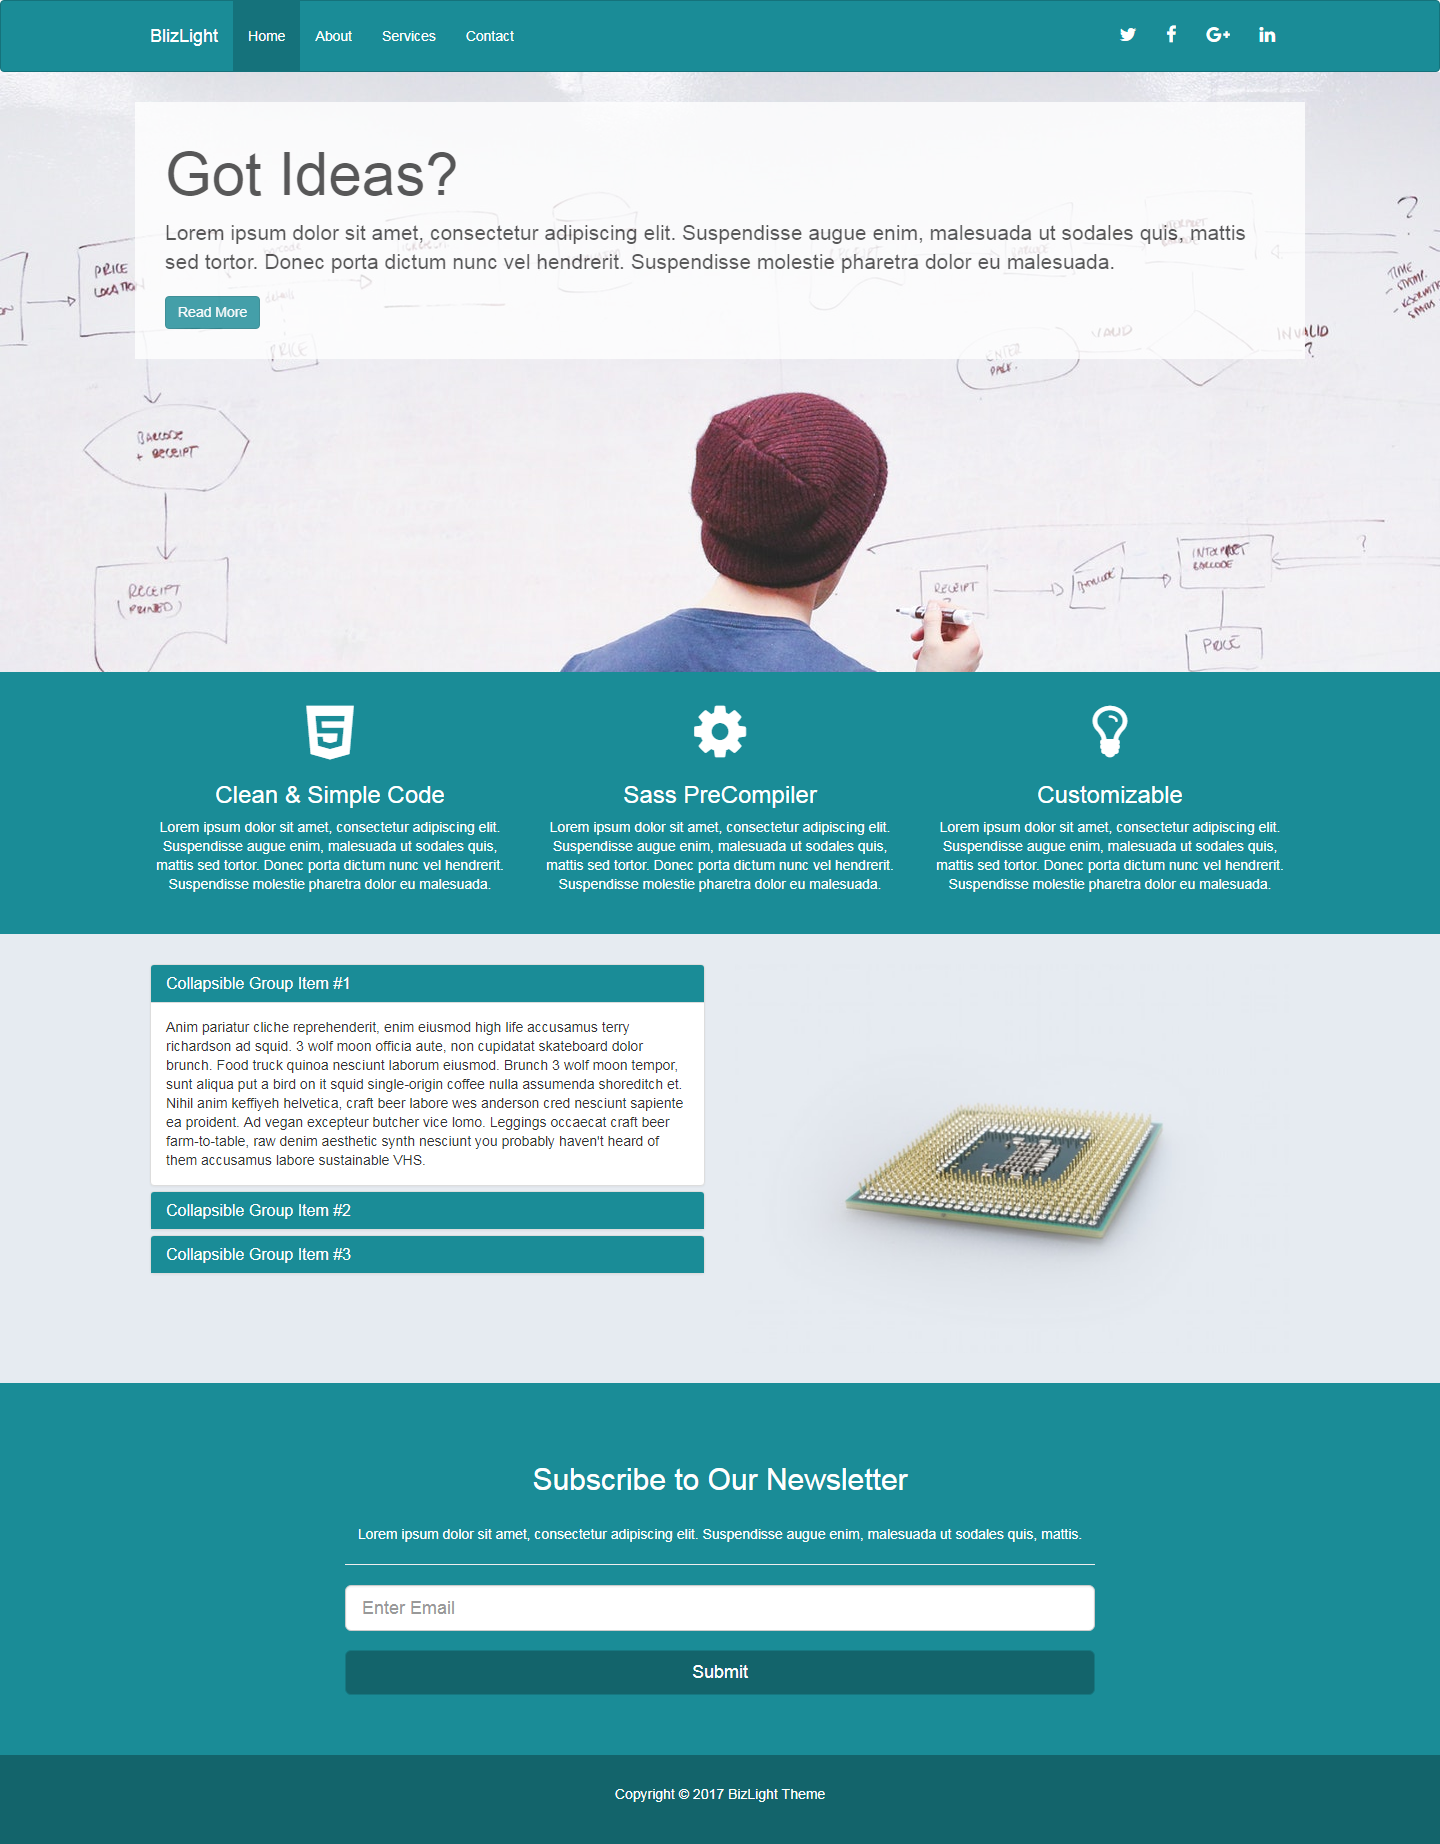 BlizLight Home About Services Contact
Got Ideas?
Lorem ipsum dolor sit amet, consectetur adipiscing elit. Suspendisse augue enim, malesuada ut sodales quis, mattis
sed tortor. Donec porta dictum nunc vel hendrerit. Suspendisse molestie pharetra dolor eu malesuada.
Read More
PRICE
LOCATION
PRICE
ENTER
VALID
INVALID
?
?
TIME
BARCODE
+ RECEIPT
RECEIPT
(PRINTED)
RECEIPT
?
BARCODE
INTERPRET
BARCODE
?
PRICE
Clean & Simple Code
Lorem ipsum dolor sit amet, consectetur adipiscing elit.
Suspendisse augue enim, malesuada ut sodales quis,
mattis sed tortor. Donec porta dictum nunc vel hendrerit.
Suspendisse molestie pharetra dolor eu malesuada.
Sass PreCompiler
Lorem ipsum dolor sit amet, consectetur adipiscing elit.
Suspendisse augue enim, malesuada ut sodales quis,
mattis sed tortor. Donec porta dictum nunc vel hendrerit.
Suspendisse molestie pharetra dolor eu malesuada.
Customizable
Lorem ipsum dolor sit amet, consectetur adipiscing elit.
Suspendisse augue enim, malesuada ut sodales quis,
mattis sed tortor. Donec porta dictum nunc vel hendrerit.
Suspendisse molestie pharetra dolor eu malesuada.
Collapsible Group Item #1
Anim pariatur cliche reprehenderit, enim eiusmod high life accusamus terry
richardson ad squid. 3 wolf moon officia aute, non cupidatat skateboard dolor
brunch. Food truck quinoa nesciunt laborum eiusmod. Brunch 3 wolf moon tempor,
sunt aliqua put a bird on it squid single-origin coffee nulla assumenda shoreditch et.
Nihil anim keffiyeh helvetica, craft beer labore wes anderson cred nesciunt sapiente
ea proident. Ad vegan excepteur butcher vice lomo. Leggings occaecat craft beer
farm-to-table, raw denim aesthetic synth nesciunt you probably haven't heard of
them accusamus labore sustainable VHS.
Collapsible Group Item #2
Collapsible Group Item #3
Subscribe to Our Newsletter
Lorem ipsum dolor sit amet, consectetur adipiscing elit. Suspendisse augue enim, malesuada ut sodales quis, mattis.
Enter Email
Submit
Copyright © 2017 BizLight Theme